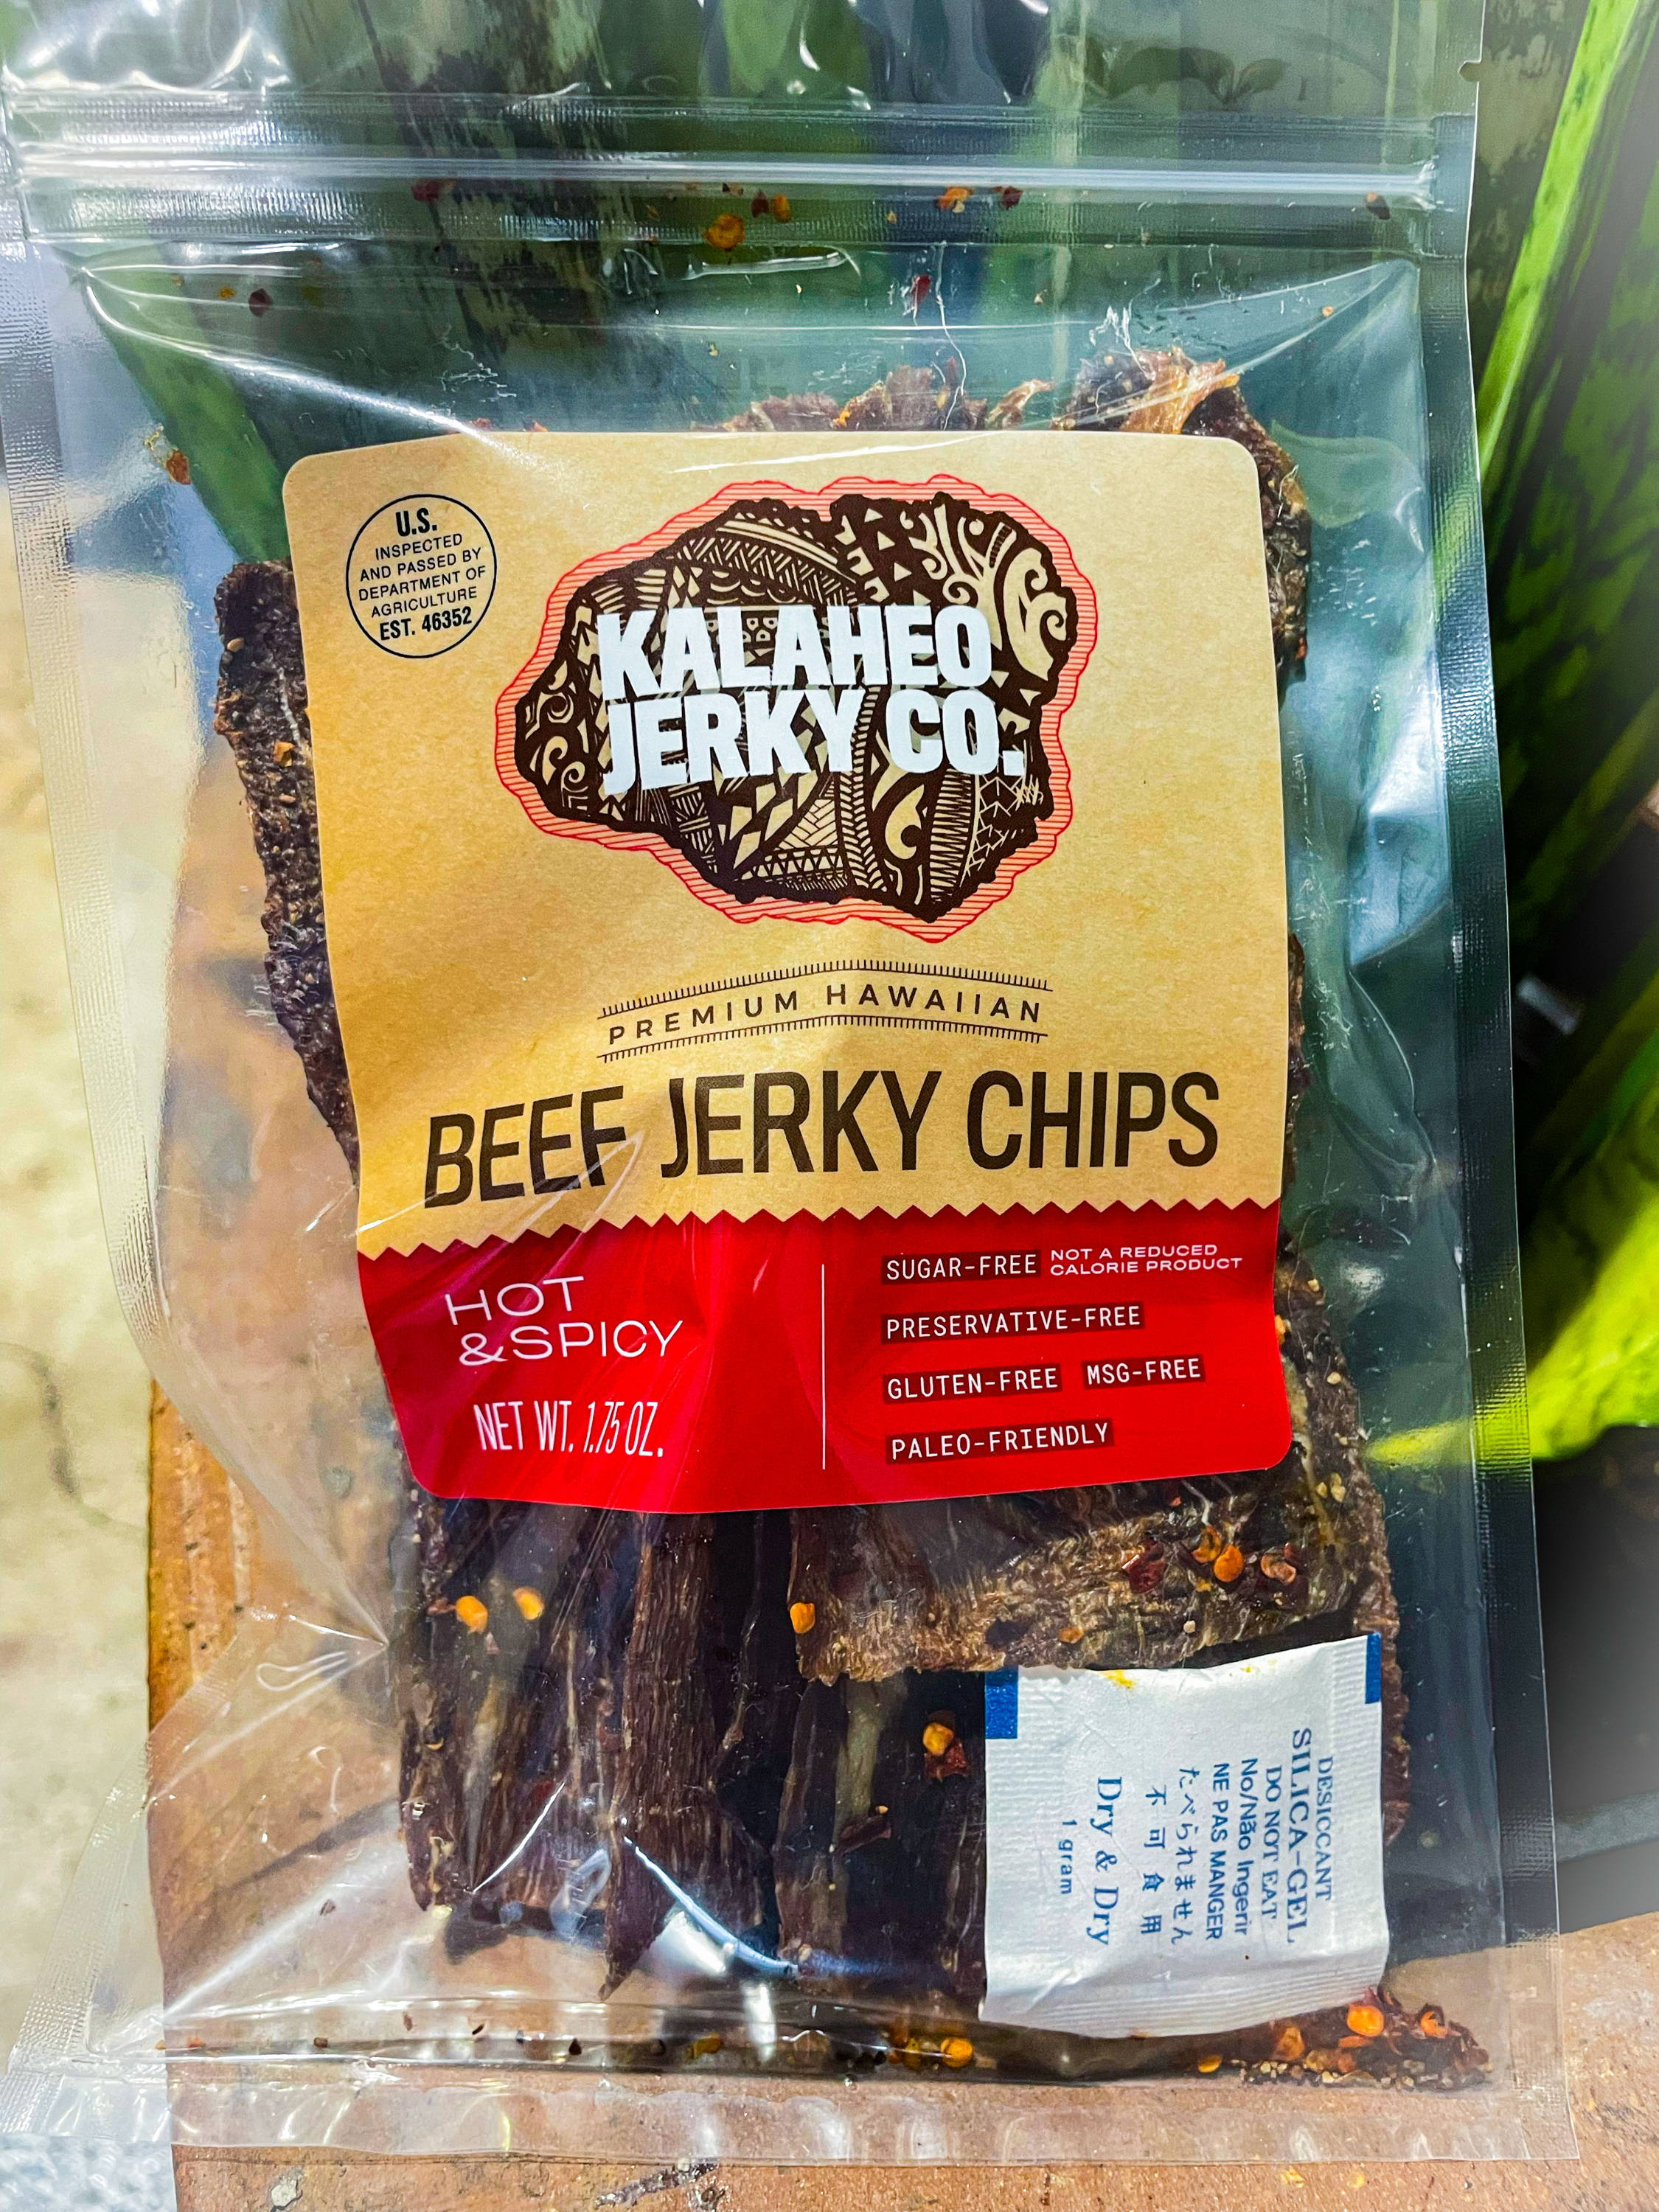 U.S.
INSPECTED
AND PASSED BY
DEPARTMENT OF
AGRICULTURE
EST. 46352
KALAHEO
JERKY CO.
PREMIUM HAWAIIAN
BEEF JERKY CHIPS
HOT
&SPICY
NET WT. 1.75 OZ.
SUGAR-FREE
NOT A REDUCED
CALORIE PRODUCT
PRESERVATIVE-FREE
GLUTEN-FREE MSG-FREE
PALEO-FRIENDLY
DESICCANT
SILICA-GEL
DO NOT EAT
No/Não Ingerir
NE PAS MANGER
たべられません
不可食用
Dry & Dry
1 gram